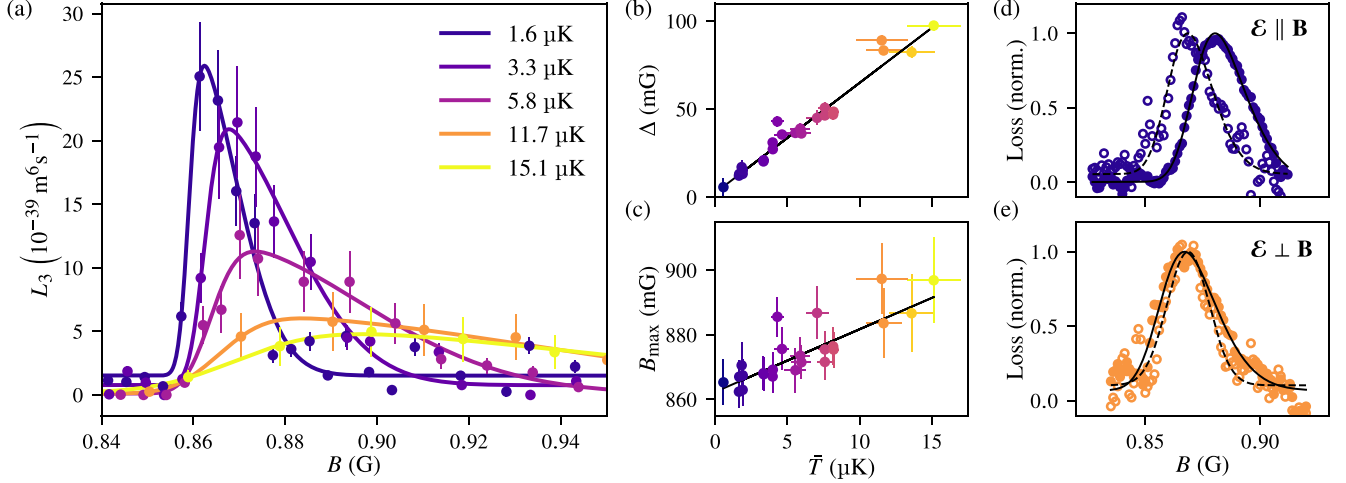 (a)
30
25
20
15
10
5
0
L₃ (10⁻³⁹ m⁶s⁻¹)
1.6 µK
3.3 µK
5.8 µK
11.7 µK
15.1 µK
0.84 0.86 0.88 0.90 0.92 0.94
B (G)
(b)
100
50
0
Δ (mG)
(c)
900
880
860
B_max (mG)
0 5 10 15
T̄ (µK)
(d)
ℰ ∥ B
1.0
0.5
0.0
Loss (norm.)
(e)
ℰ ⊥ B
1.0
0.5
0.0
Loss (norm.)
0.85 0.90
B (G)